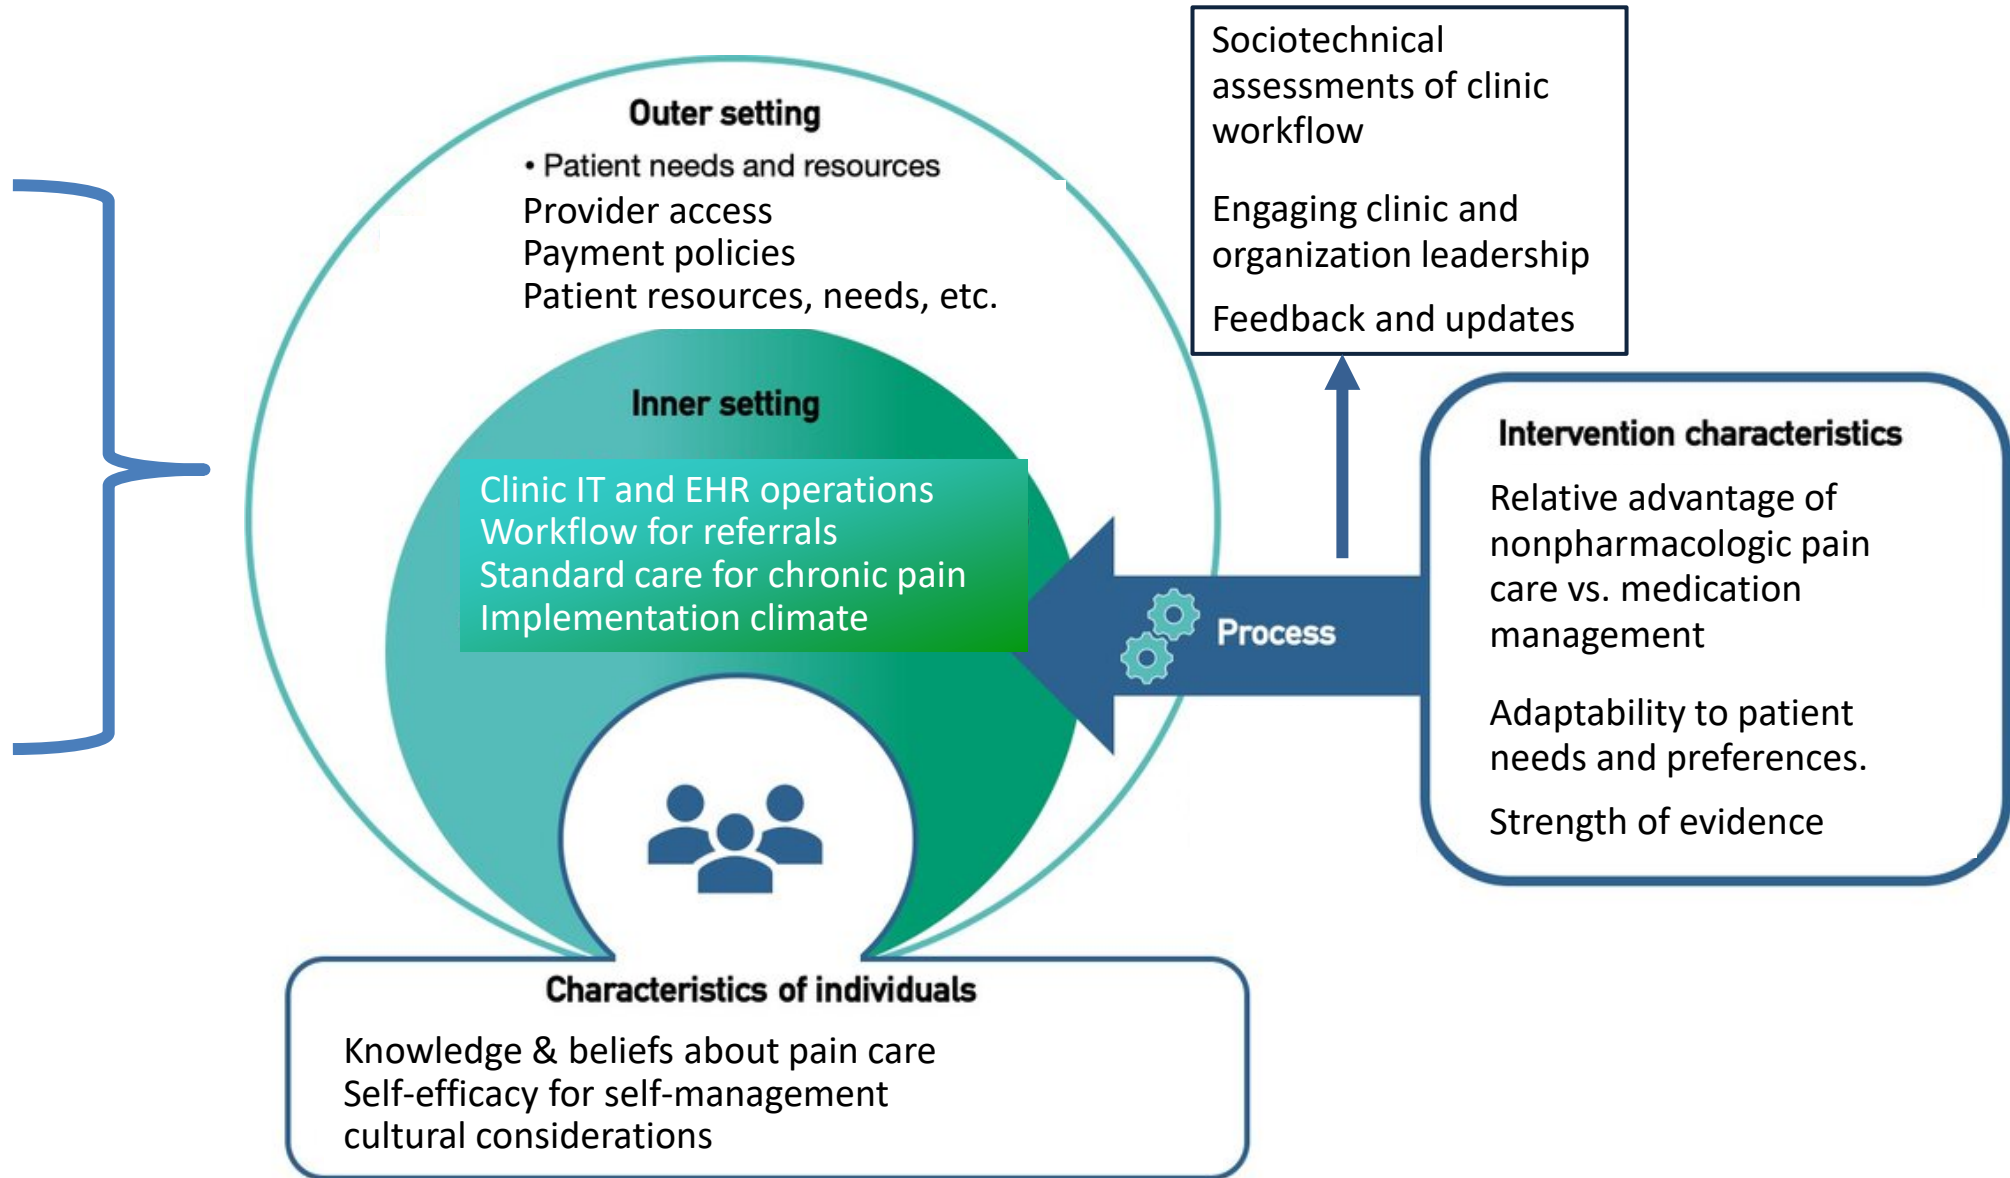 Outer setting
• Patient needs and resources
Provider access
Payment policies
Patient resources, needs, etc.
Inner setting
Clinic IT and EHR operations
Workflow for referrals
Standard care for chronic pain
Implementation climate
Sociotechnical
assessments of clinic
workflow
Engaging clinic and
organization leadership
Feedback and updates
Process
Intervention characteristics
Relative advantage of
nonpharmacologic pain
care vs. medication
management
Adaptability to patient
needs and preferences.
Strength of evidence
Characteristics of individuals
Knowledge & beliefs about pain care
Self-efficacy for self-management
cultural considerations